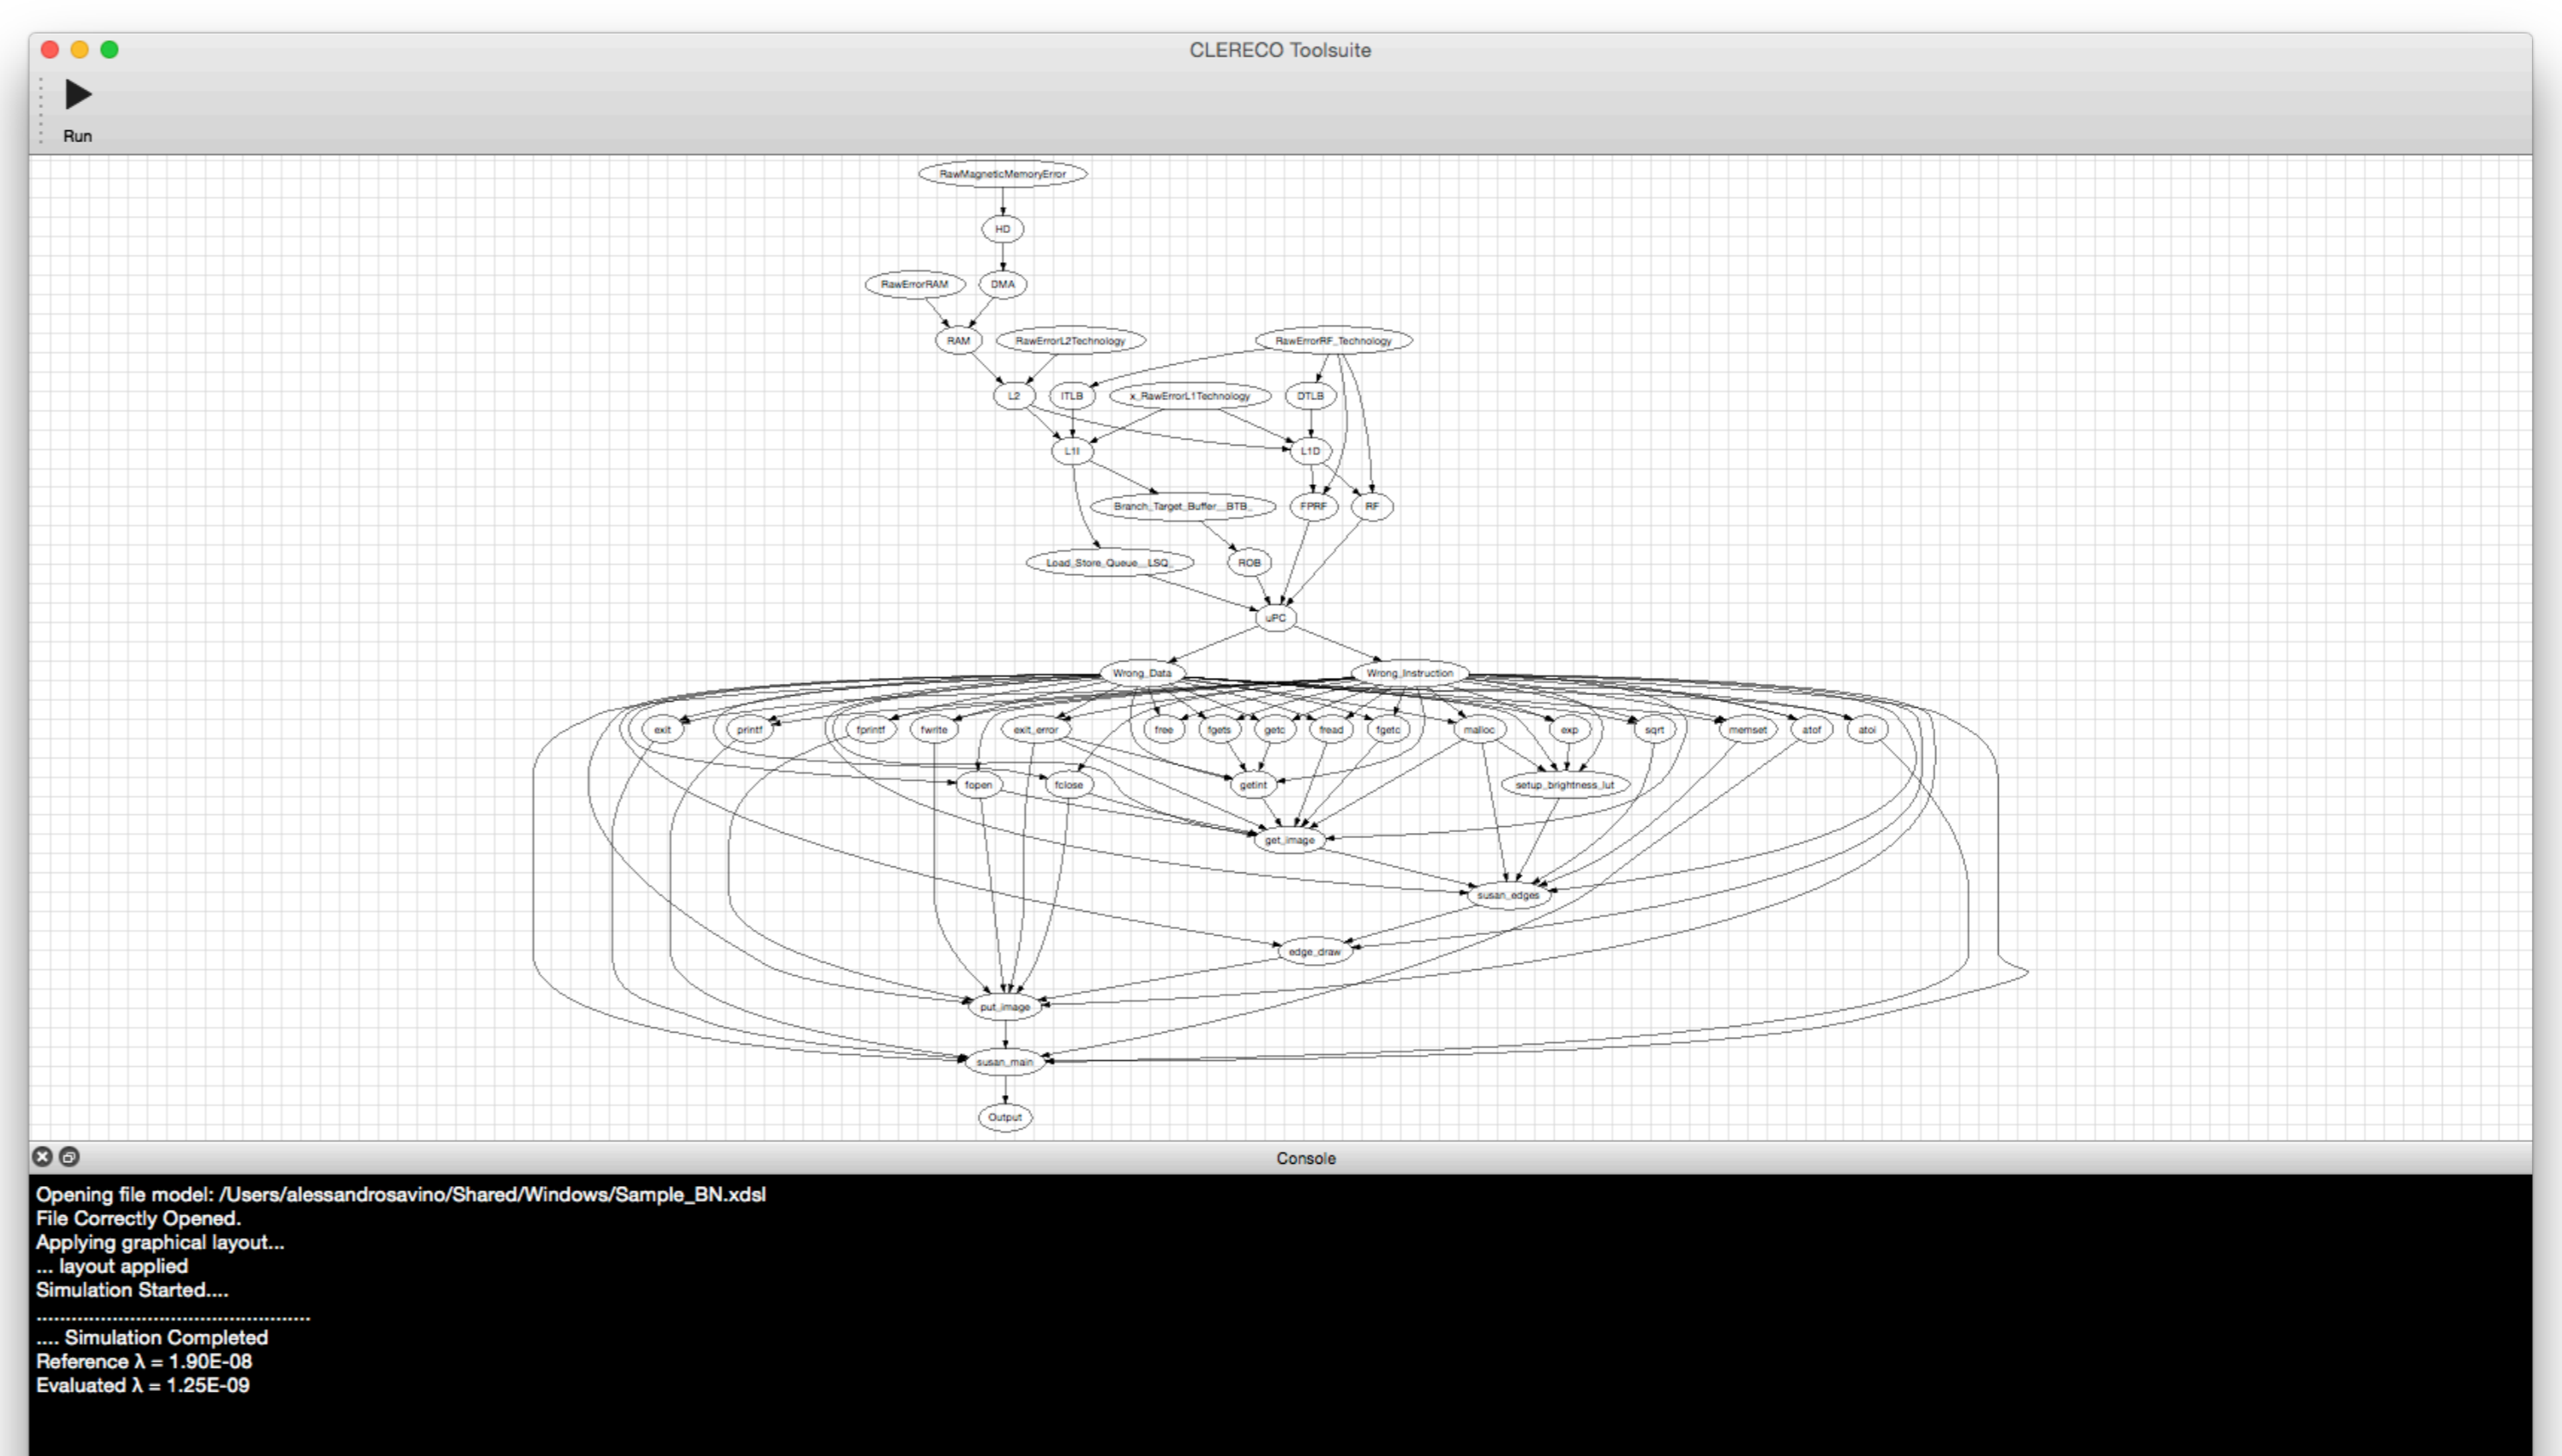 CLERECO Toolsuite
Run
RawMagneticMemoryError
HD
RawErrorRAM
DMA
RAM
RawErrorL2Technology
RawErrorRF_Technology
L2
ITLB
x_RawErrorL1Technology
DTLB
L1I
L1D
Branch_Target_Buffer__BTB_
FPRF
RF
Load_Store_Queue__LSQ_
ROB
uPC
Wrong_Data
Wrong_Instruction
exit
printf
fprintf
fwrite
exit_error
free
fgets
getc
fread
fgetc
malloc
exp
sqrt
memset
atof
atoi
fopen
fclose
getint
setup_brightness_lut
get_image
susan_edges
edge_draw
put_image
susan_main
Output
Console
Opening file model: /Users/alessandrosavino/Shared/Windows/Sample_BN.xdsl
File Correctly Opened.
Applying graphical layout...
... layout applied
Simulation Started....
...............................................
.... Simulation Completed
Reference λ = 1.90E-08
Evaluated λ = 1.25E-09